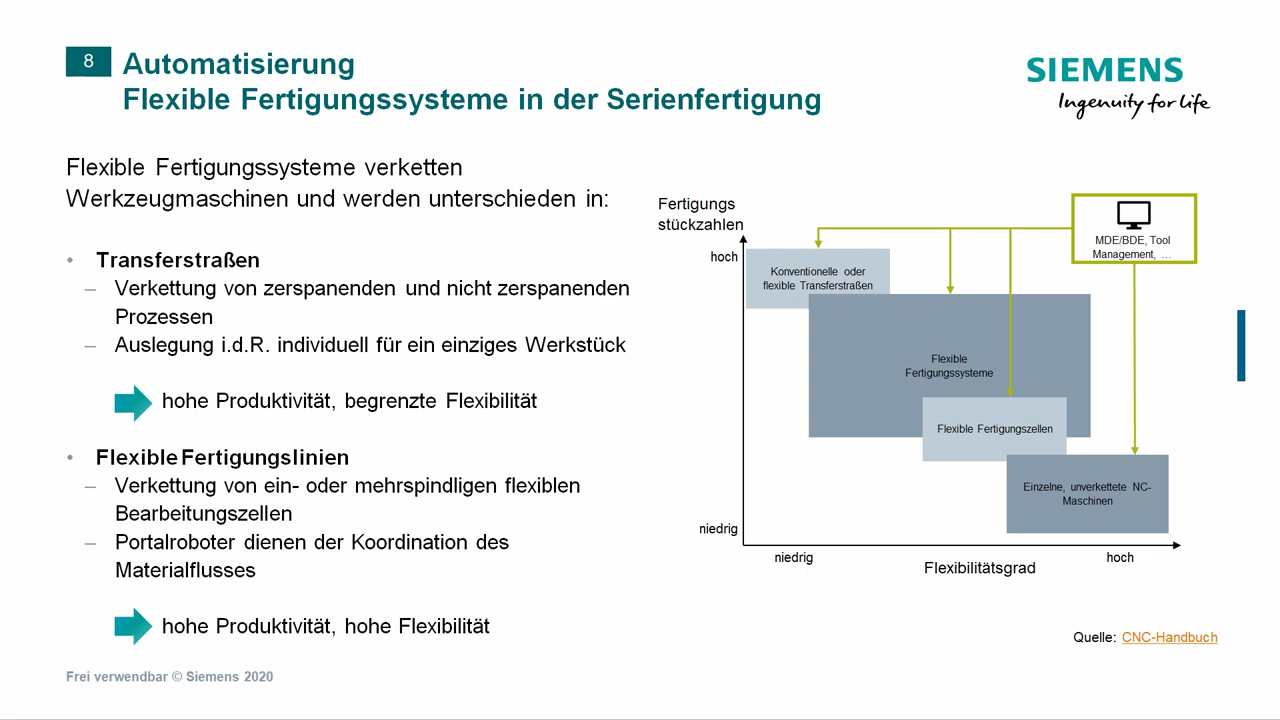 8
Automatisierung
Flexible Fertigungssysteme in der Serienfertigung
SIEMENS
Ingenuity for life
Flexible Fertigungssysteme verketten
Werkzeugmaschinen und werden unterschieden in:
• Transferstraßen
– Verkettung von zerspanenden und nicht zerspanenden
Prozessen
– Auslegung i.d.R. individuell für ein einziges Werkstück
hohe Produktivität, begrenzte Flexibilität
• Flexible Fertigungslinien
– Verkettung von ein- oder mehrspindligen flexiblen
Bearbeitungszellen
– Portalroboter dienen der Koordination des
Materialflusses
hohe Produktivität, hohe Flexibilität
Fertigungs
stückzahlen
hoch
niedrig
MDE/BDE, Tool
Management, ...
Konventionelle oder
flexible Transferstraßen
Flexible
Fertigungssysteme
Flexible Fertigungszellen
Einzelne, unverkettete NC-
Maschinen
niedrig
hoch
Flexibilitätsgrad
Quelle: CNC-Handbuch
Frei verwendbar © Siemens 2020